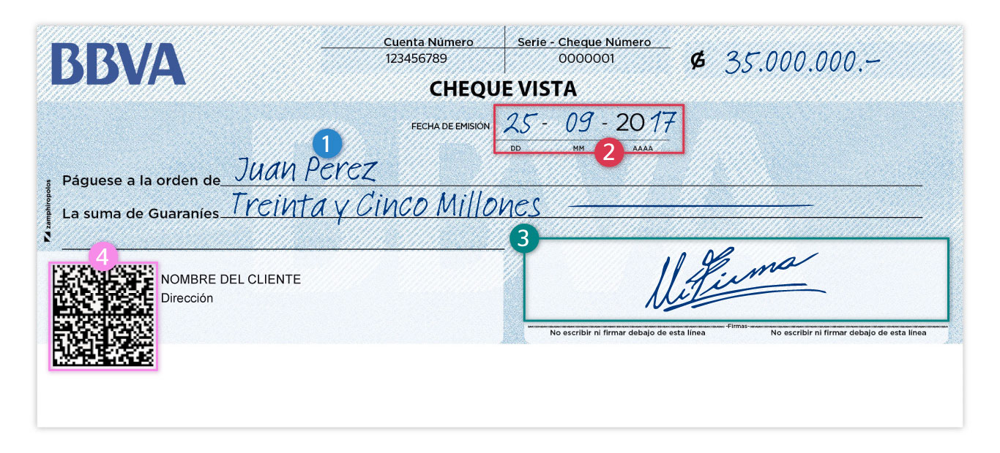 BBVA
Cuenta Número
123456789
Serie - Cheque Número
0000001
₲ 35.000.000.-
CHEQUE VISTA
FECHA DE EMISIÓN 25 - 09 - 2017
DD MM AAAA
1
2
Páguese a la orden de Juan Perez
La suma de Guaraníes Treinta y Cinco Millones
zamphiropolos
3
4
NOMBRE DEL CLIENTE
Dirección
Mi Firma
-Firmas-
No escribir ni firmar debajo de esta línea No escribir ni firmar debajo de esta línea